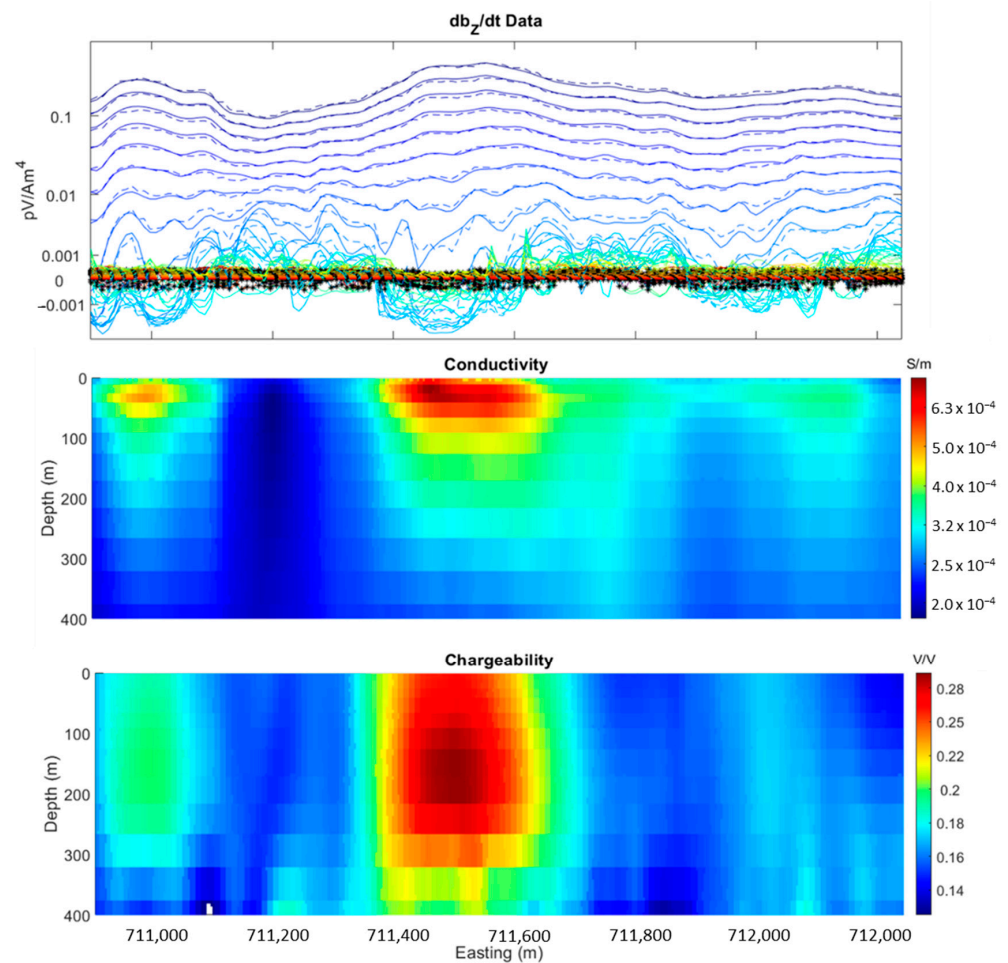 db_Z/dt Data
pV/Am⁴
0.1
0.01
0.001
0
−0.001
Conductivity
S/m
Depth (m)
0
100
200
300
400
6.3 x 10⁻⁴
5.0 x 10⁻⁴
4.0 x 10⁻⁴
3.2 x 10⁻⁴
2.5 x 10⁻⁴
2.0 x 10⁻⁴
Chargeability
V/V
Depth (m)
0
100
200
300
400
0.28
0.25
0.22
0.2
0.18
0.16
0.14
711,000 711,200 711,400 711,600 711,800 712,000 712,000
Easting (m)